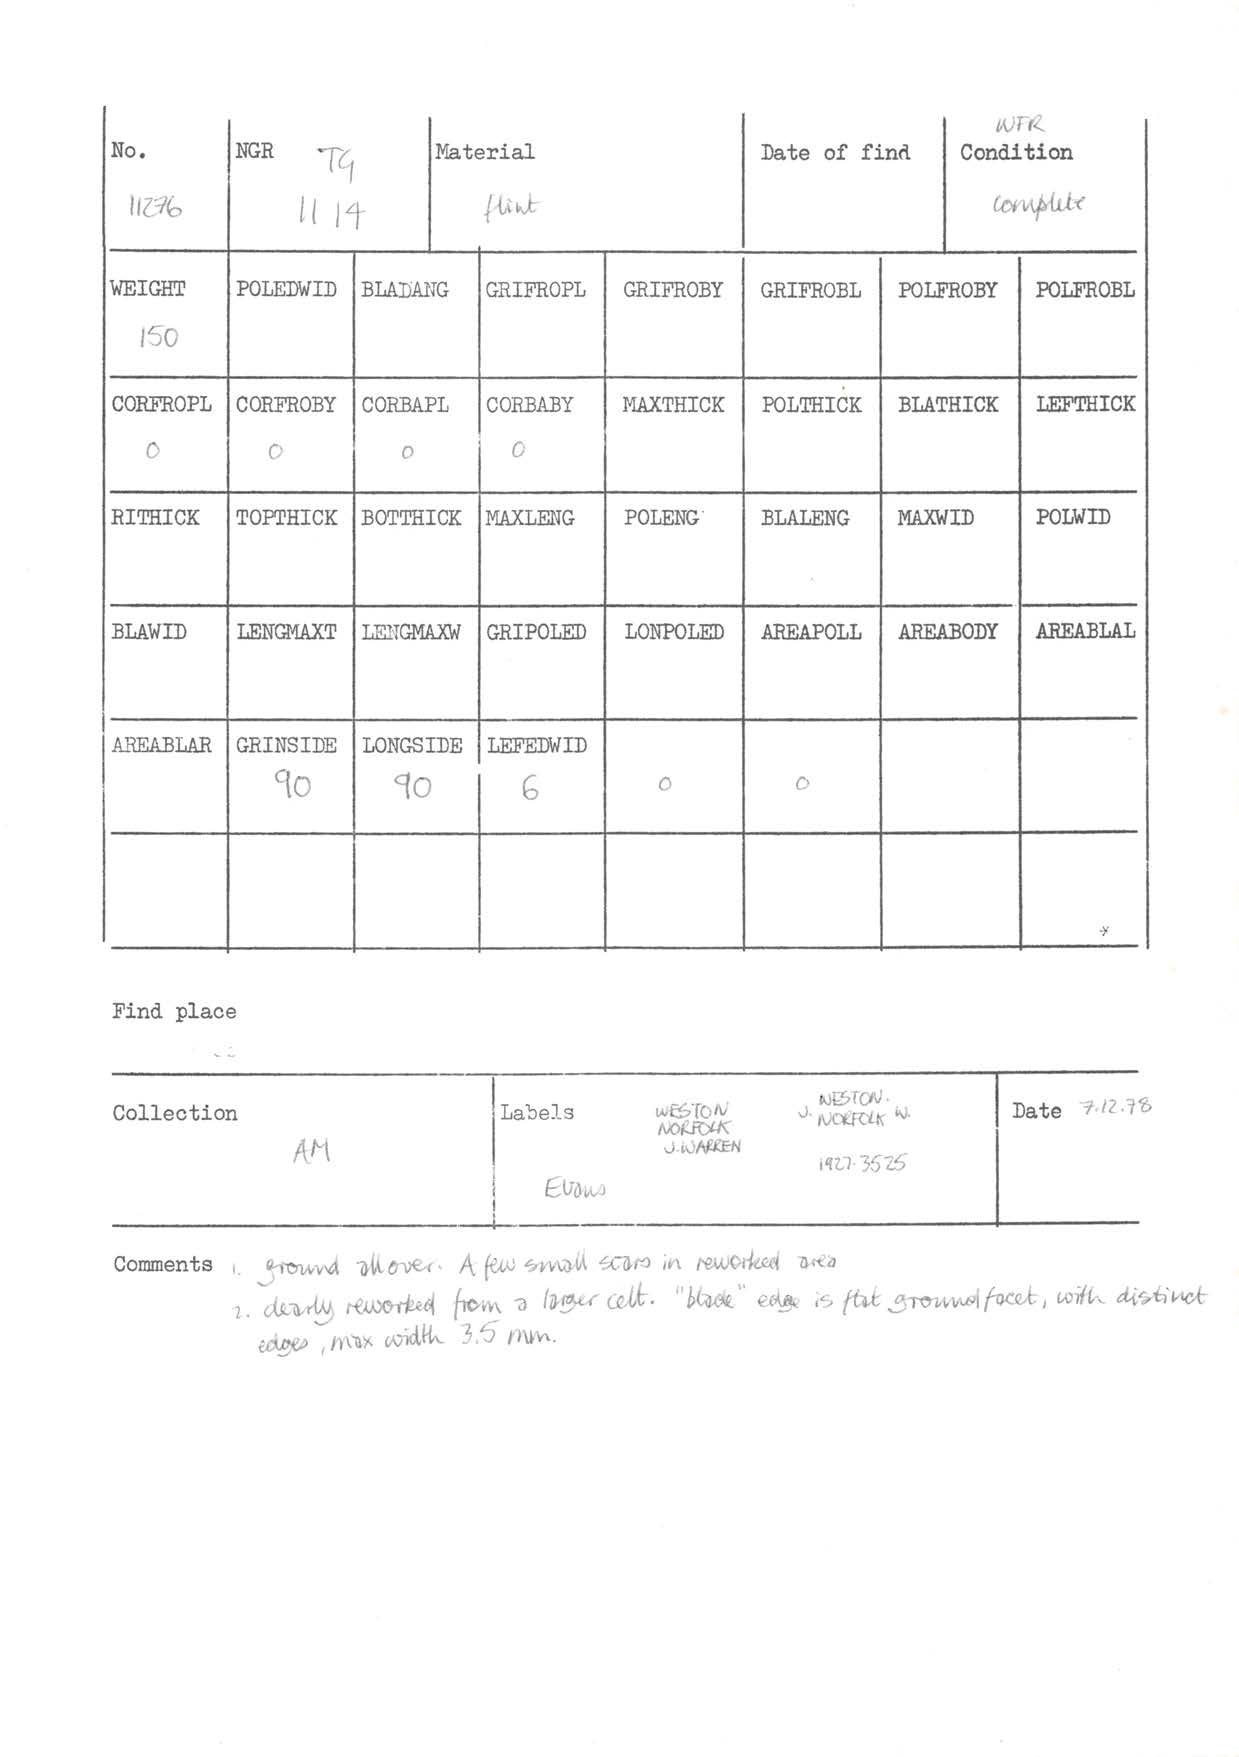 No. NGR TG Material Date of find WFR Condition
11276 11 14 flint complete
WEIGHT POLEDWID BLADANG GRIFROPL GRIFROBY GRIFROBL POLFROBY POLFROBL
150
CORFROPL CORFROBY CORBAPL CORBABY MAXTHICK POLTHICK BLATHICK LEFTHICK
0 0 0 0
RITHICK TOPTHICK BOTTHICK MAXLENG POLENG BLALENG MAXWID POLWID
BLAWID LENGMAXT LENGMAXW GRIPOLED LONPOLED AREAPOLL AREABODY AREABLAL
AREABLAR GRINSIDE LONGSIDE LEFEDWID
90 90 6 0 0
Find place
Collection
AM
Labels
WESTON
NORFOLK
J. WARREN
WESTON.
J. NORFOLK W.
1927.3525
Evans
Date 7.12.78
Comments 1. ground all over. A few small scars in reworked area
2. clearly reworked from a larger celt. "blade" edge is flat ground facet, with distinct
edges, max width 3.5 mm.